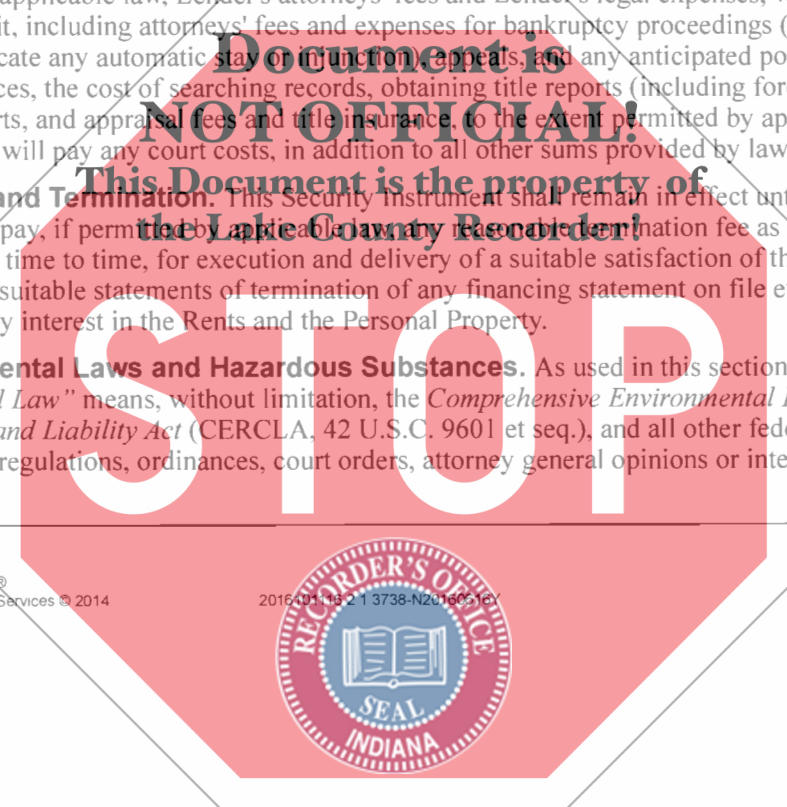 applicable law, Lender's attorneys' fees and Lender's legal expenses,
it, including attorneys' fees and expenses for bankruptcy proceedings (
cate any automatic stay or injunction), appeals, and any anticipated po
Document is
ces, the cost of searching records, obtaining title reports (including for
rts, and appraisal fees and title insurance, to the extent permitted by ap
NOT OFFICIAL!
will pay any court costs, in addition to all other sums provided by law
This Document is the property of
and Termination. This Security Instrument shall remain in effect unt
the Lake County Recorder!
pay, if permitted by applicable law, any reasonable termination fee as
time to time, for execution and delivery of a suitable satisfaction of th
suitable statements of termination of any financing statement on file e
y interest in the Rents and the Personal Property.
ental Laws and Hazardous Substances. As used in this section
l Law" means, without limitation, the Comprehensive Environmental
and Liability Act (CERCLA, 42 U.S.C. 9601 et seq.), and all other fed
regulations, ordinances, court orders, attorney general opinions or inte
STOP
®
Services © 2014
2016101116 2 1 3738-N20160616Y
RECORDER'S OFFICE
SEAL
INDIANA